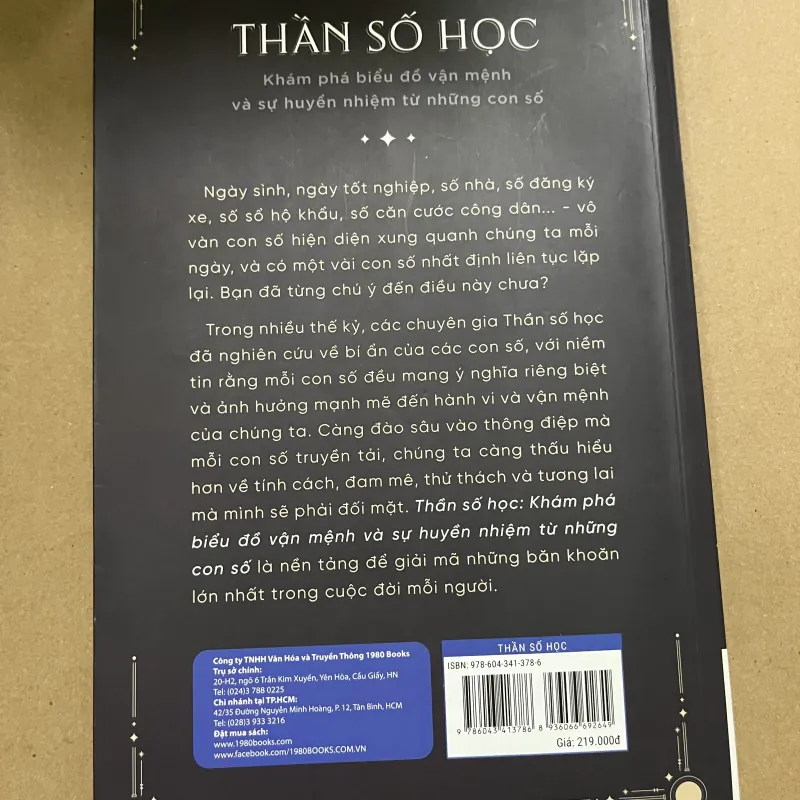 THẦN SỐ HỌC
Khám phá biểu đồ vận mệnh
và sự huyền nhiệm từ những con số
Ngày sinh, ngày tốt nghiệp, số nhà, số đăng ký
xe, số sổ hộ khẩu, số căn cước công dân... - vô
vàn con số hiện diện xung quanh chúng ta mỗi
ngày, và có một vài con số nhất định liên tục lặp
lại. Bạn đã từng chú ý đến điều này chưa?
Trong nhiều thế kỷ, các chuyên gia Thần số học
đã nghiên cứu về bí ẩn của các con số, với niềm
tin rằng mỗi con số đều mang ý nghĩa riêng biệt
và ảnh hưởng mạnh mẽ đến hành vi và vận mệnh
của chúng ta. Càng đào sâu vào thông điệp mà
mỗi con số truyền tải, chúng ta càng thấu hiểu
hơn về tính cách, đam mê, thử thách và tương lai
mà mình sẽ phải đối mặt. Thần số học: Khám phá
biểu đồ vận mệnh và sự huyền nhiệm từ những
con số là nền tảng để giải mã những băn khoăn
lớn nhất trong cuộc đời mỗi người.
Công ty TNHH Văn Hóa và Truyền Thông 1980 Books
Trụ sở chính:
20-H2, ngõ 6 Trần Kim Xuyến, Yên Hòa, Cầu Giấy, HN
Tel: (024)3 788 0225
Chi nhánh tại TP.HCM:
42/35 Đường Nguyễn Minh Hoàng, P. 12, Tân Bình, HCM
Tel: (028)3 933 3216
Đặt mua sách:
www.1980books.com
www.facebook.com/1980BOOKS.COM.VN
THẦN SỐ HỌC
ISBN: 978-604-341-378-6
9 786043 413786
8 936066 692649
Giá: 219.000đ